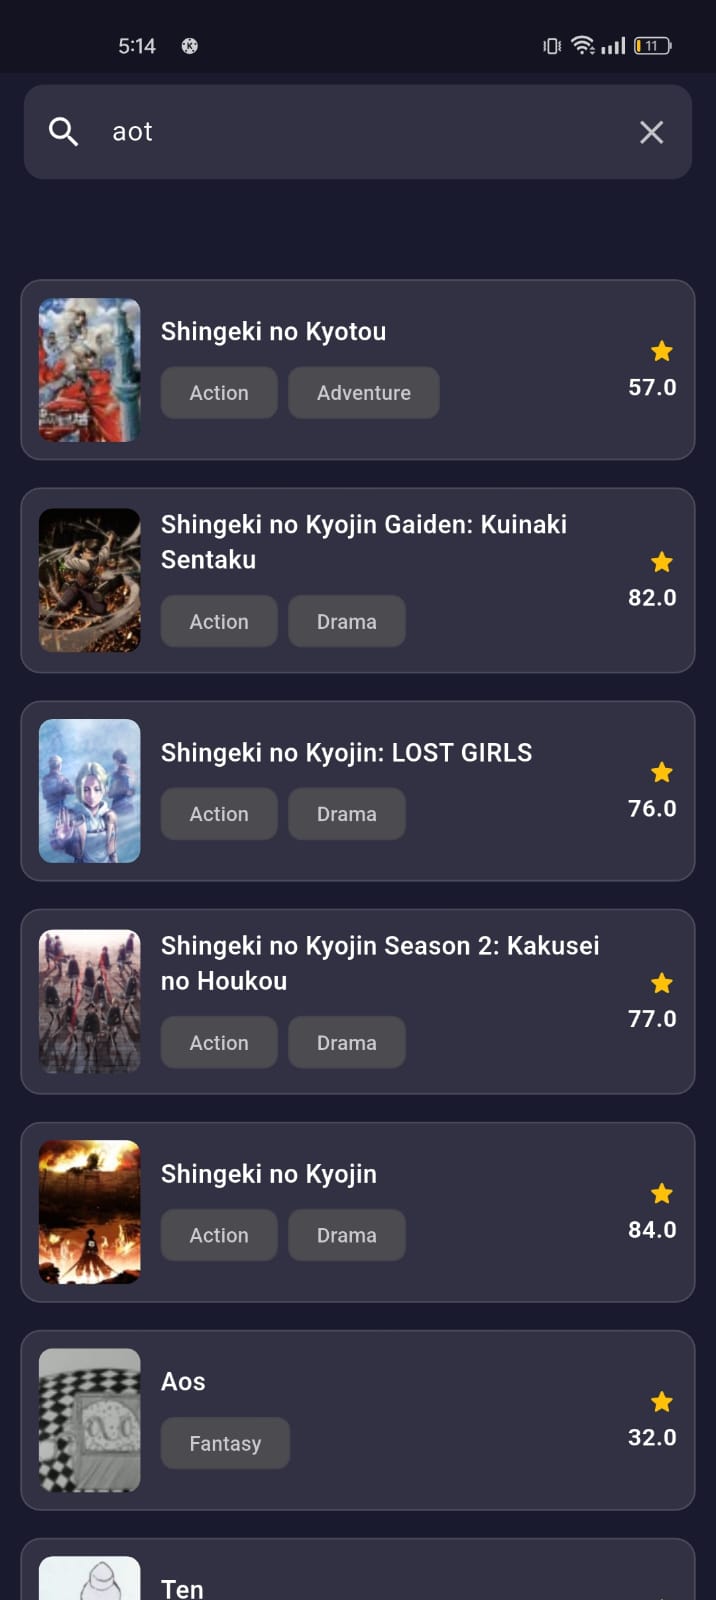 5:14
11
aot
Shingeki no Kyotou
Action
Adventure
57.0
Shingeki no Kyojin Gaiden: Kuinaki
Sentaku
Action
Drama
82.0
Shingeki no Kyojin: LOST GIRLS
Action
Drama
76.0
Shingeki no Kyojin Season 2: Kakusei
no Houkou
Action
Drama
77.0
Shingeki no Kyojin
Action
Drama
84.0
Aos
Fantasy
32.0
Ten